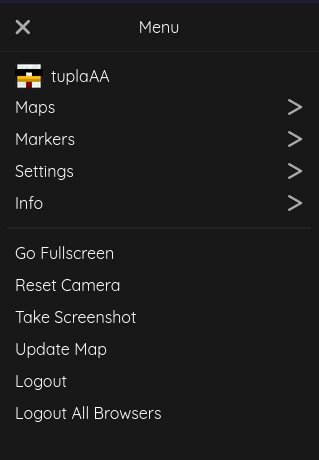 Menu
tuplaAA
Maps
Markers
Settings
Info
Go Fullscreen
Reset Camera
Take Screenshot
Update Map
Logout
Logout All Browsers